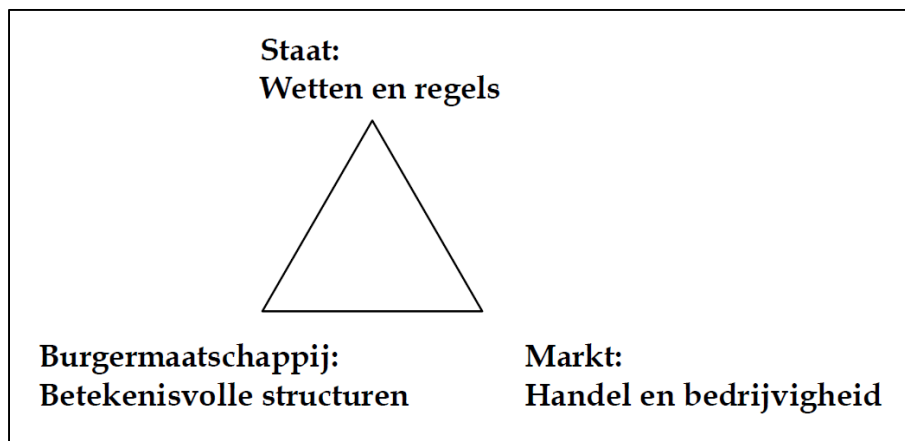 Staat:
Wetten en regels
Burgermaatschappij:
Betekenisvolle structuren
Markt:
Handel en bedrijvigheid